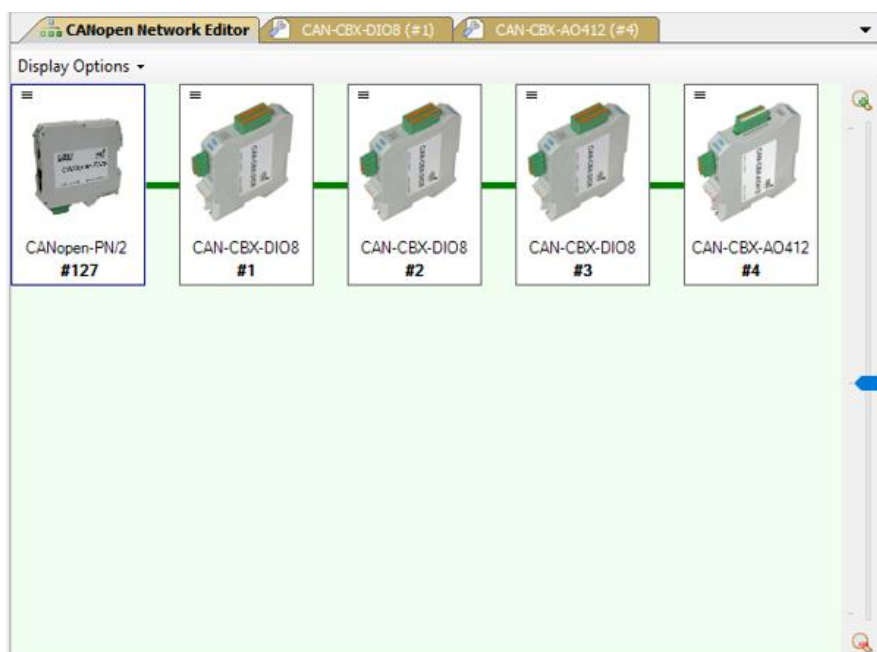 CANopen Network Editor
CAN-CBX-DIO8 (#1)
CAN-CBX-AO412 (#4)
Display Options
CANopen-PN/2
#127
CAN-CBX-DIO8
#1
CAN-CBX-DIO8
#2
CAN-CBX-DIO8
#3
CAN-CBX-AO412
#4